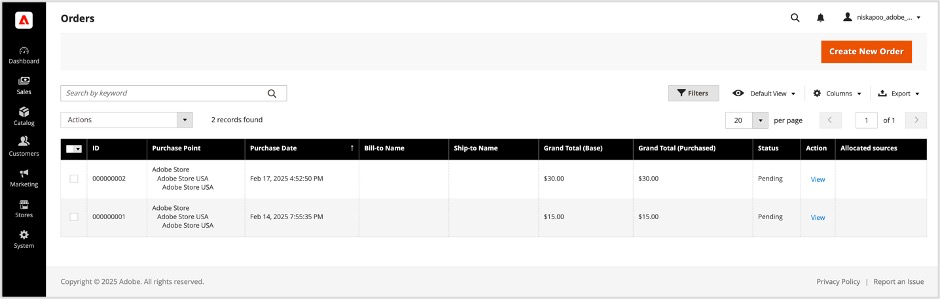 Orders
niskapoo_adobe_...
Create New Order
Dashboard
Sales
Catalog
Customers
Marketing
Stores
System
Search by keyword
Filters
Default View
Columns
Export
Actions
2 records found
20 per page
1 of 1
ID Purchase Point Purchase Date ↑ Bill-to Name Ship-to Name Grand Total (Base) Grand Total (Purchased) Status Action Allocated sources
000000002
Adobe Store
Adobe Store USA
Adobe Store USA
Feb 17, 2025 4:52:50 PM
$30.00
$30.00
Pending
View
000000001
Adobe Store
Adobe Store USA
Adobe Store USA
Feb 14, 2025 7:55:35 PM
$15.00
$15.00
Pending
View
Copyright © 2025 Adobe. All rights reserved.
Privacy Policy | Report an Issue